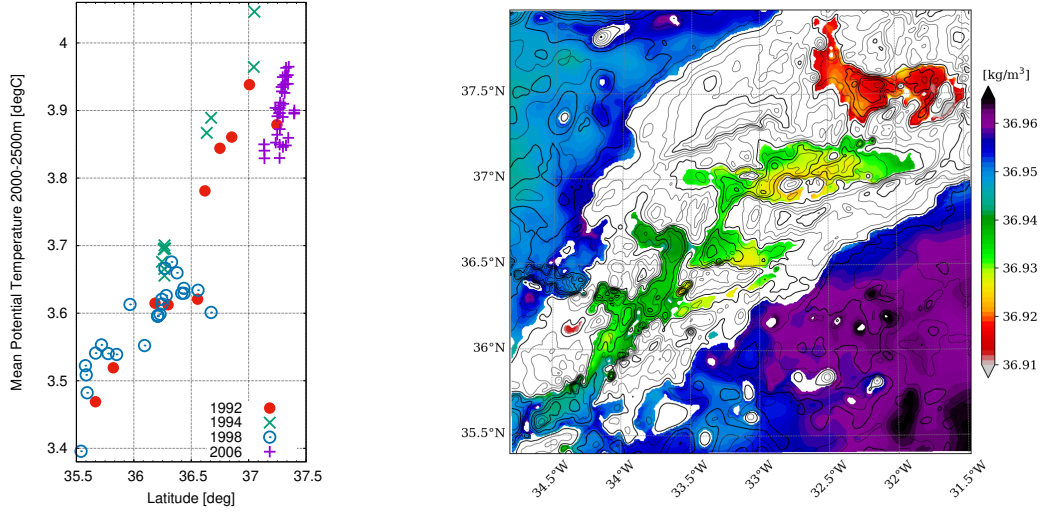 Mean Potential Temperature 2000-2500m [degC]
4
3.9
3.8
3.7
3.6
3.5
3.4
35.5
36
36.5
37
37.5
Latitude [deg]
1992
1994
1998
2006
37.5°N
37°N
36.5°N
36°N
35.5°N
34.5°W
34°W
33.5°W
33°W
32.5°W
32°W
31.5°W
[kg/m³]
36.96
36.95
36.94
36.93
36.92
36.91